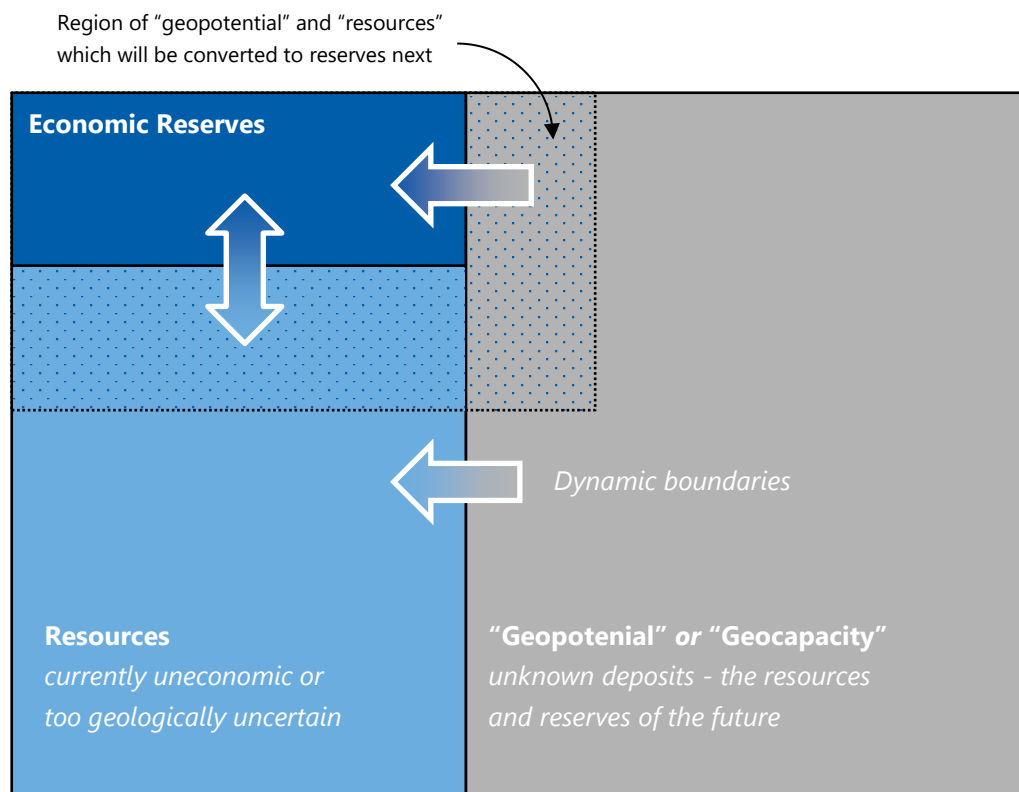 Region of “geopotential” and “resources”
which will be converted to reserves next
Economic Reserves
Dynamic boundaries
Resources
currently uneconomic or
too geologically uncertain
“Geopotenial” or “Geocapacity”
unknown deposits - the resources
and reserves of the future